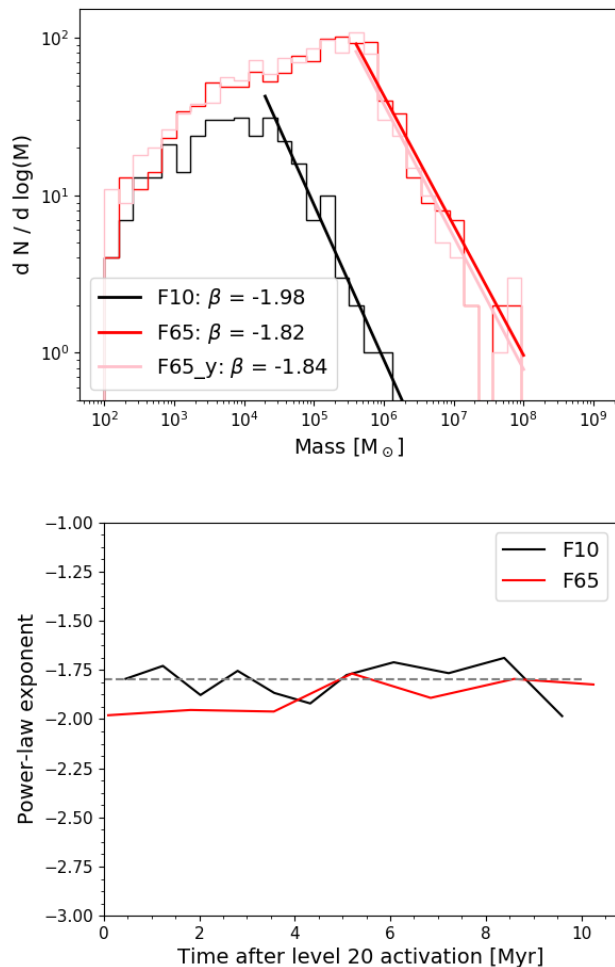 d N / d log(M)
10²
10¹
10⁰
F10: β = -1.98
F65: β = -1.82
F65_y: β = -1.84
10² 10³ 10⁴ 10⁵ 10⁶ 10⁷ 10⁸ 10⁹
Mass [M⊙]
Power-law exponent
−1.00
−1.25
−1.50
−1.75
−2.00
−2.25
−2.50
−2.75
−3.00
F10
F65
0 2 4 6 8 10
Time after level 20 activation [Myr]